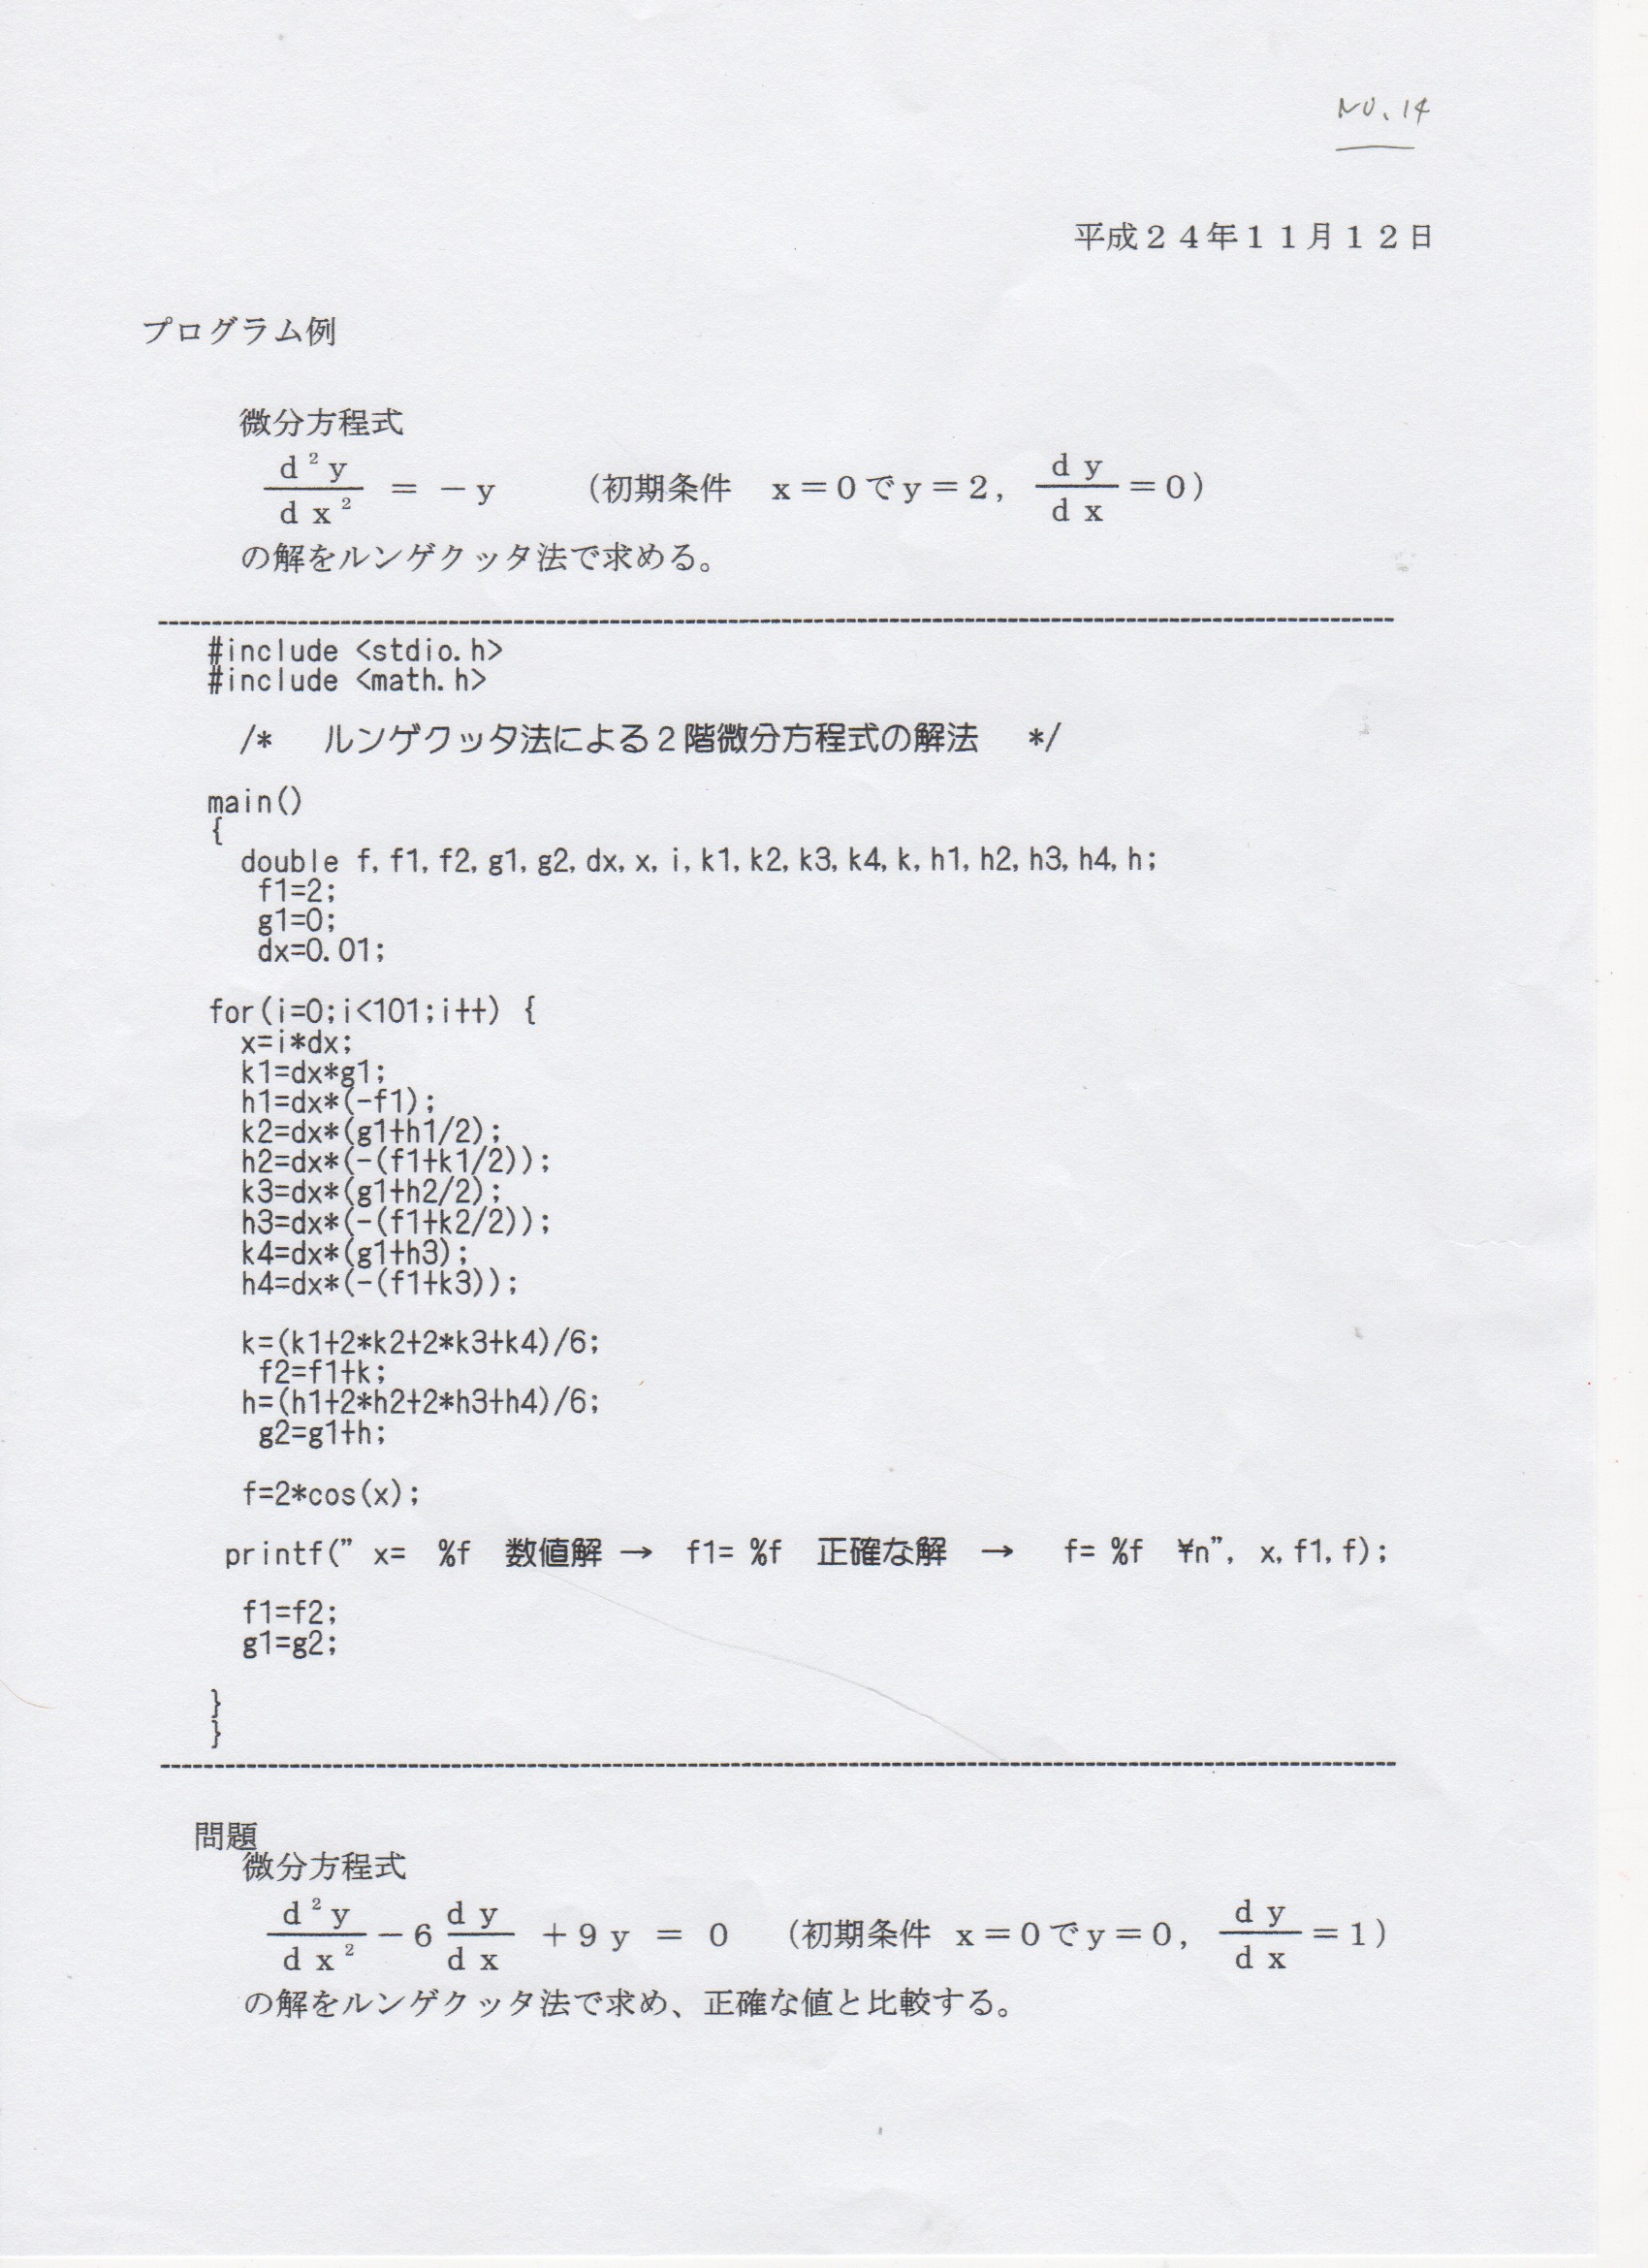 NO. 14
平成２４年１１月１２日
プログラム例
微分方程式
d²y/dx² = −y （初期条件 x=0でy=2, dy/dx=0）
の解をルンゲクッタ法で求める。
--------------------------------------------------
#include <stdio.h>
#include <math.h>
/* ルンゲクッタ法による２階微分方程式の解法 */
main()
{
double f, f1, f2, g1, g2, dx, x, i, k1, k2, k3, k4, k, h1, h2, h3, h4, h;
f1=2;
g1=0;
dx=0.01;
for(i=0;i<101;i++) {
x=i*dx;
k1=dx*g1;
h1=dx*(-f1);
k2=dx*(g1+h1/2);
h2=dx*(-(f1+k1/2));
k3=dx*(g1+h2/2);
h3=dx*(-(f1+k2/2));
k4=dx*(g1+h3);
h4=dx*(-(f1+k3));
k=(k1+2*k2+2*k3+k4)/6;
f2=f1+k;
h=(h1+2*h2+2*h3+h4)/6;
g2=g1+h;
f=2*cos(x);
printf(" x= %f 数値解 → f1= %f 正確な解 → f= %f ¥n", x, f1, f);
f1=f2;
g1=g2;
}
}
--------------------------------------------------
問題
微分方程式
d²y/dx² −6 dy/dx +9y = 0 （初期条件 x=0でy=0, dy/dx=1）
の解をルンゲクッタ法で求め、正確な値と比較する。